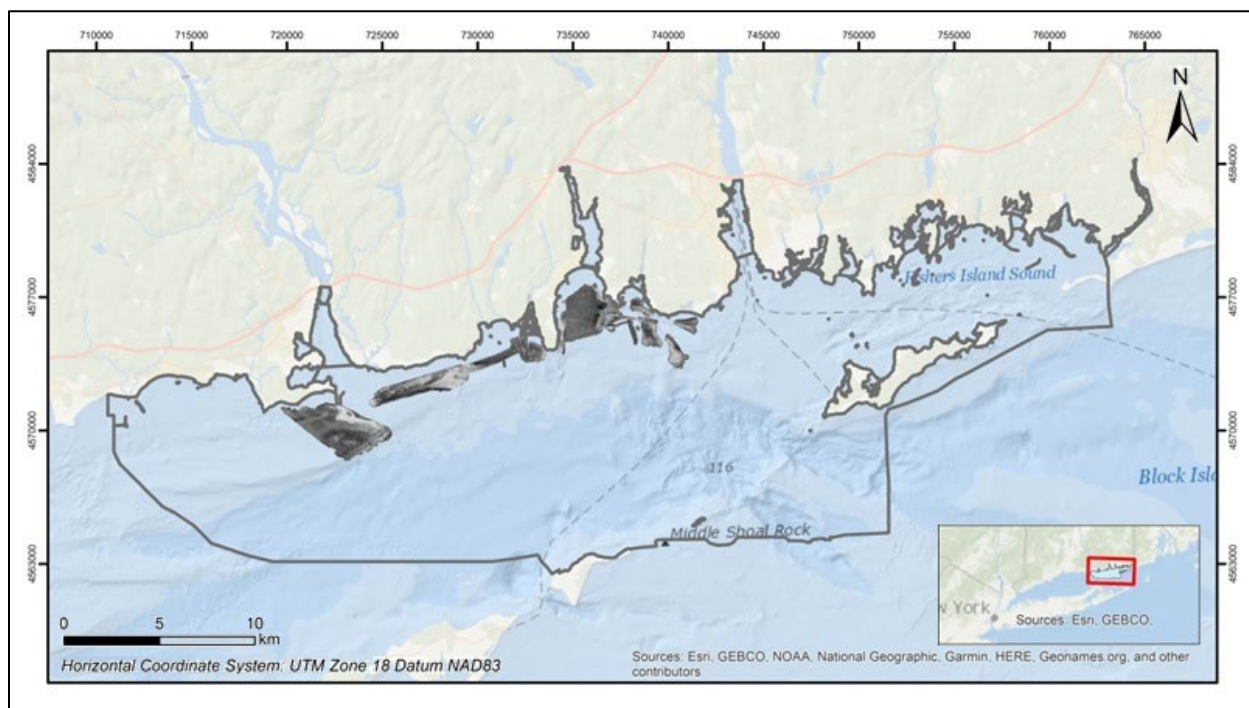 710000 715000 720000 725000 730000 735000 740000 745000 750000 755000 760000 765000
N
4584000
4584000
Fishers Island Sound
4577000
4577000
4570000
4570000
116
Block Isl
Middle Shoal Rock
4563000
4563000
w York
Sources: Esri, GEBCO,
0 5 10
km
Horizontal Coordinate System: UTM Zone 18 Datum NAD83
Sources: Esri, GEBCO, NOAA, National Geographic, Garmin, HERE, Geonames.org, and other
contributors